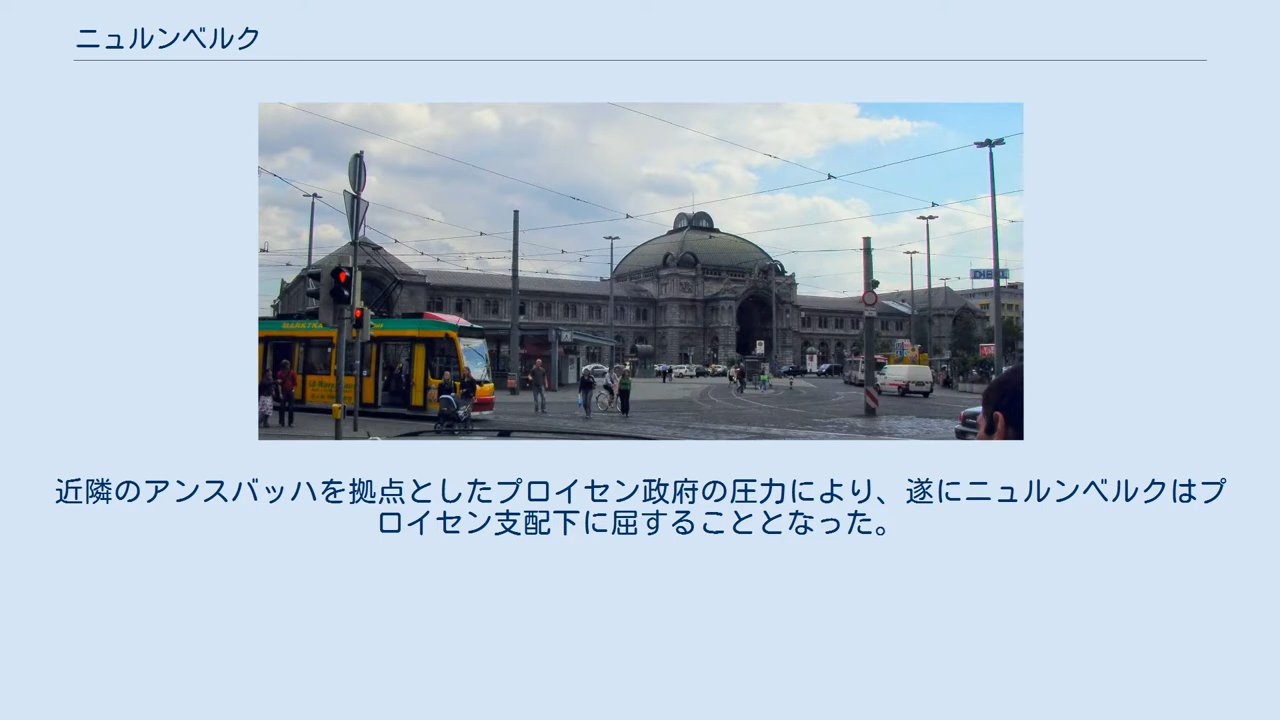 ニュルンベルク
DIEHL
MARKTKA
近隣のアンスバッハを拠点としたプロイセン政府の圧力により、遂にニュルンベルクはプ
ロイセン支配下に屈することとなった。